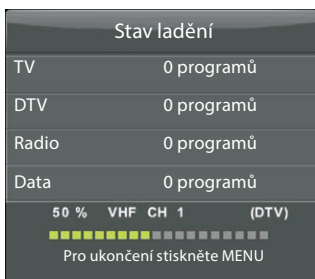 Stav ladění
TV 0 programů
DTV 0 programů
Radio 0 programů
Data 0 programů
50 % VHF CH 1 (DTV)
Pro ukončení stiskněte MENU